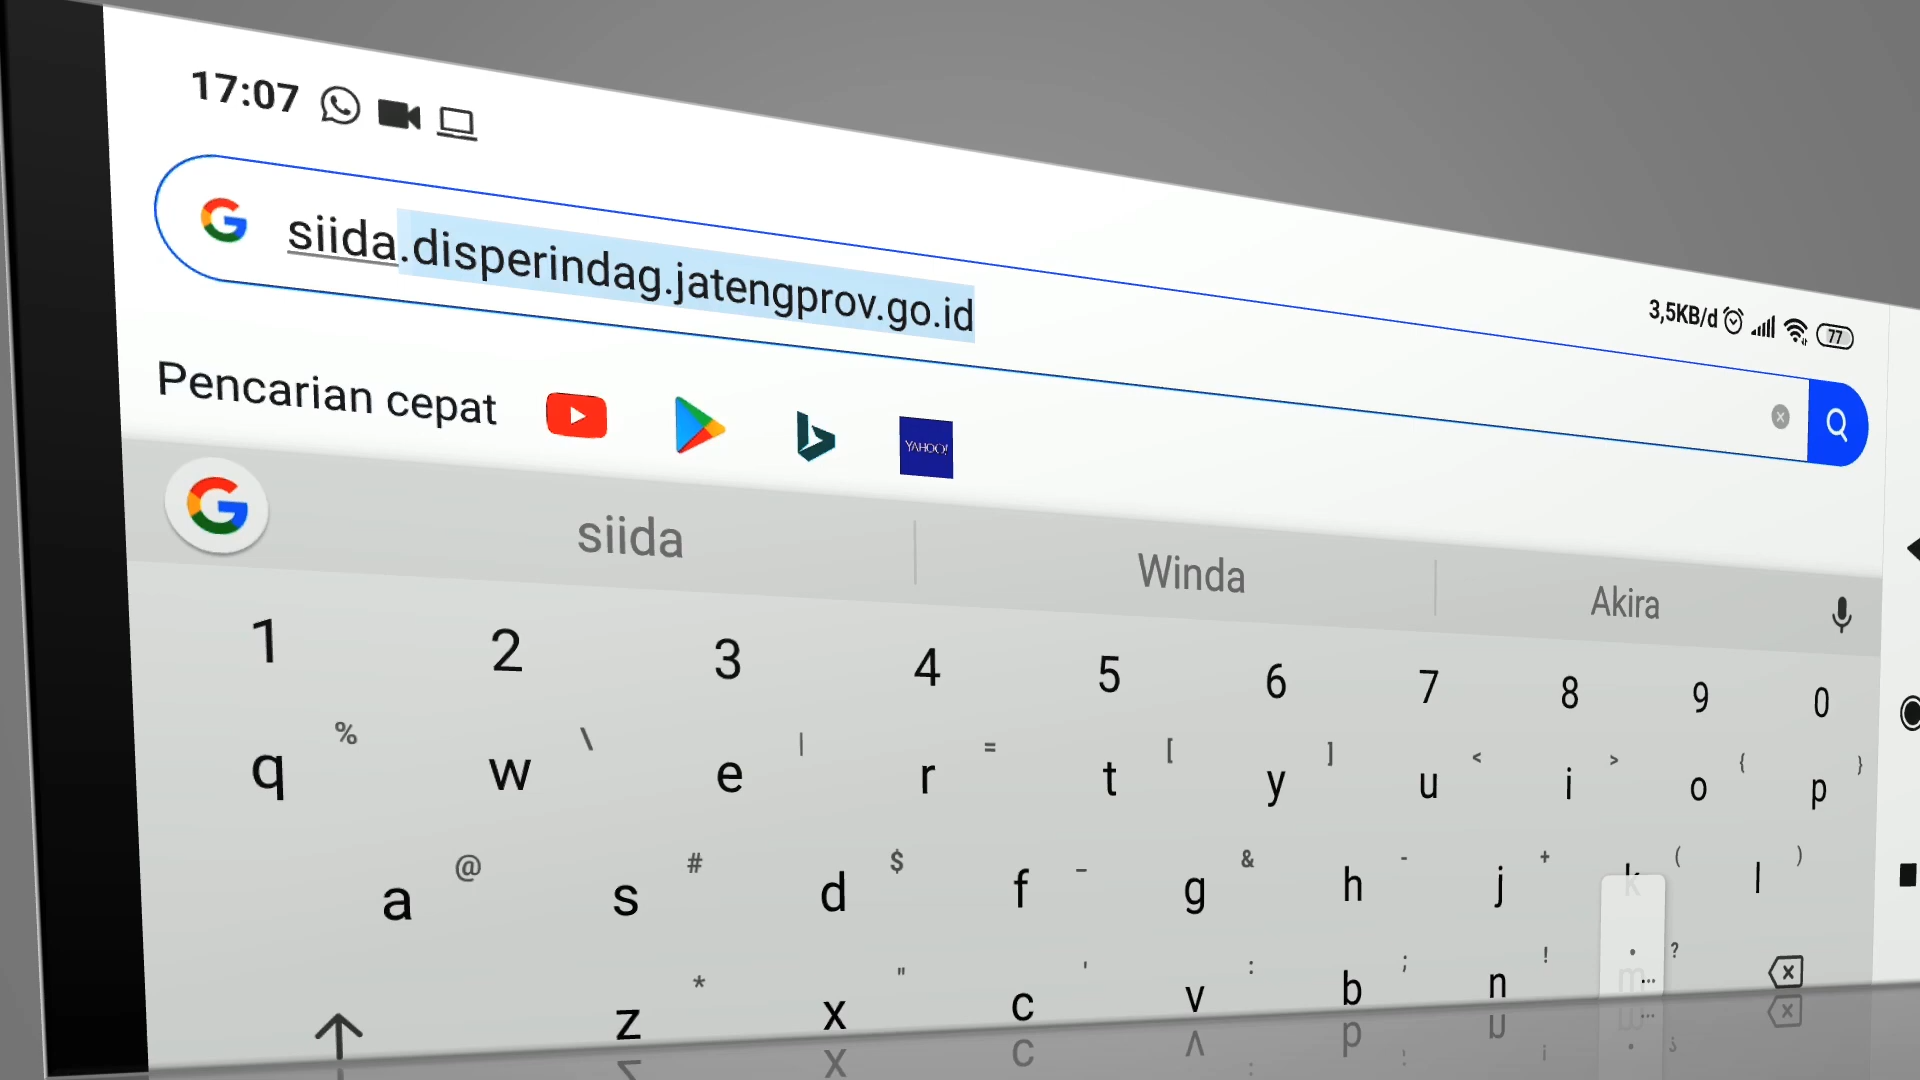 17:07
3,5KB/d 77
siida.disperindag.jatengprov.go.id
Pencarian cepat YAHOO!
siida Winda Akira
1 2 3 4 5 6 7 8 9 0
q % w \ e | r = t [ y ] u < i > o { p }
a @ s # d $ f _ g & h - j + k ( l )
z * x " c ' v : b ; n ! m ?